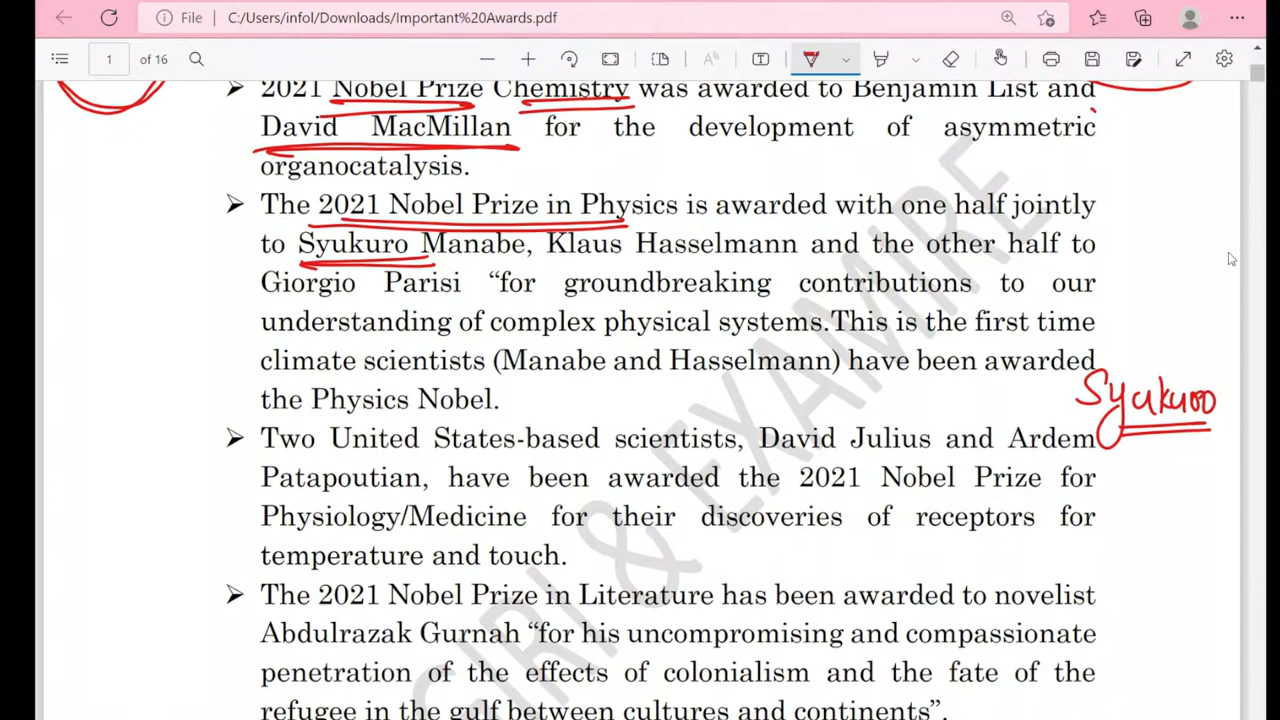 File C:/Users/infol/Downloads/Important%20Awards.pdf
1 of 16
➢ 2021 Nobel Prize Chemistry was awarded to Benjamin List and
David MacMillan for the development of asymmetric
organocatalysis.
➢ The 2021 Nobel Prize in Physics is awarded with one half jointly
to Syukuro Manabe, Klaus Hasselmann and the other half to
Giorgio Parisi “for groundbreaking contributions to our
understanding of complex physical systems.This is the first time
climate scientists (Manabe and Hasselmann) have been awarded
the Physics Nobel.
Syukuro
➢ Two United States-based scientists, David Julius and Ardem
Patapoutian, have been awarded the 2021 Nobel Prize for
Physiology/Medicine for their discoveries of receptors for
temperature and touch.
➢ The 2021 Nobel Prize in Literature has been awarded to novelist
Abdulrazak Gurnah “for his uncompromising and compassionate
penetration of the effects of colonialism and the fate of the
refugee in the gulf between cultures and continents”.
GIRI & EXAMIRE